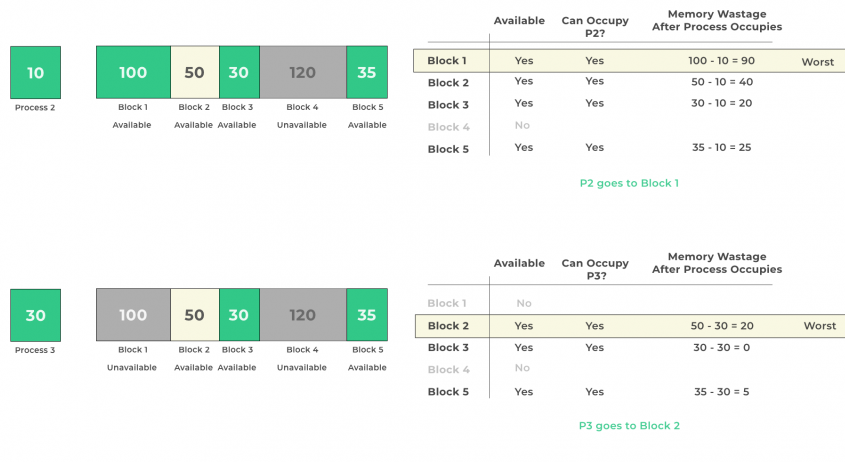 Available Can Occupy P2? Memory Wastage After Process Occupies
10 100 50 30 120 35
Process 2 Block 1 Block 2 Block 3 Block 4 Block 5
Available Available Available Unavailable Available
Block 1 Yes Yes 100 - 10 = 90 Worst
Block 2 Yes Yes 50 - 10 = 40
Block 3 Yes Yes 30 - 10 = 20
Block 4 No
Block 5 Yes Yes 35 - 10 = 25
P2 goes to Block 1
Available Can Occupy P3? Memory Wastage After Process Occupies
30 100 50 30 120 35
Process 3 Block 1 Block 2 Block 3 Block 4 Block 5
Unavailable Available Available Unavailable Available
Block 1 No
Block 2 Yes Yes 50 - 30 = 20 Worst
Block 3 Yes Yes 30 - 30 = 0
Block 4 No
Block 5 Yes Yes 35 - 30 = 5
P3 goes to Block 2